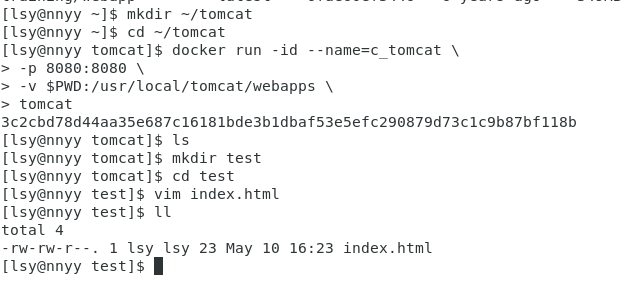 [lsy@nnyy ~]$ mkdir ~/tomcat
[lsy@nnyy ~]$ cd ~/tomcat
[lsy@nnyy tomcat]$ docker run -id --name=c_tomcat \
> -p 8080:8080 \
> -v $PWD:/usr/local/tomcat/webapps \
> tomcat
3c2cbd78d44aa35e687c16181bde3b1dbaf53e5efc290879d73c1c9b87bf118b
[lsy@nnyy tomcat]$ ls
[lsy@nnyy tomcat]$ mkdir test
[lsy@nnyy tomcat]$ cd test
[lsy@nnyy test]$ vim index.html
[lsy@nnyy test]$ ll
total 4
-rw-rw-r--. 1 lsy lsy 23 May 10 16:23 index.html
[lsy@nnyy test]$